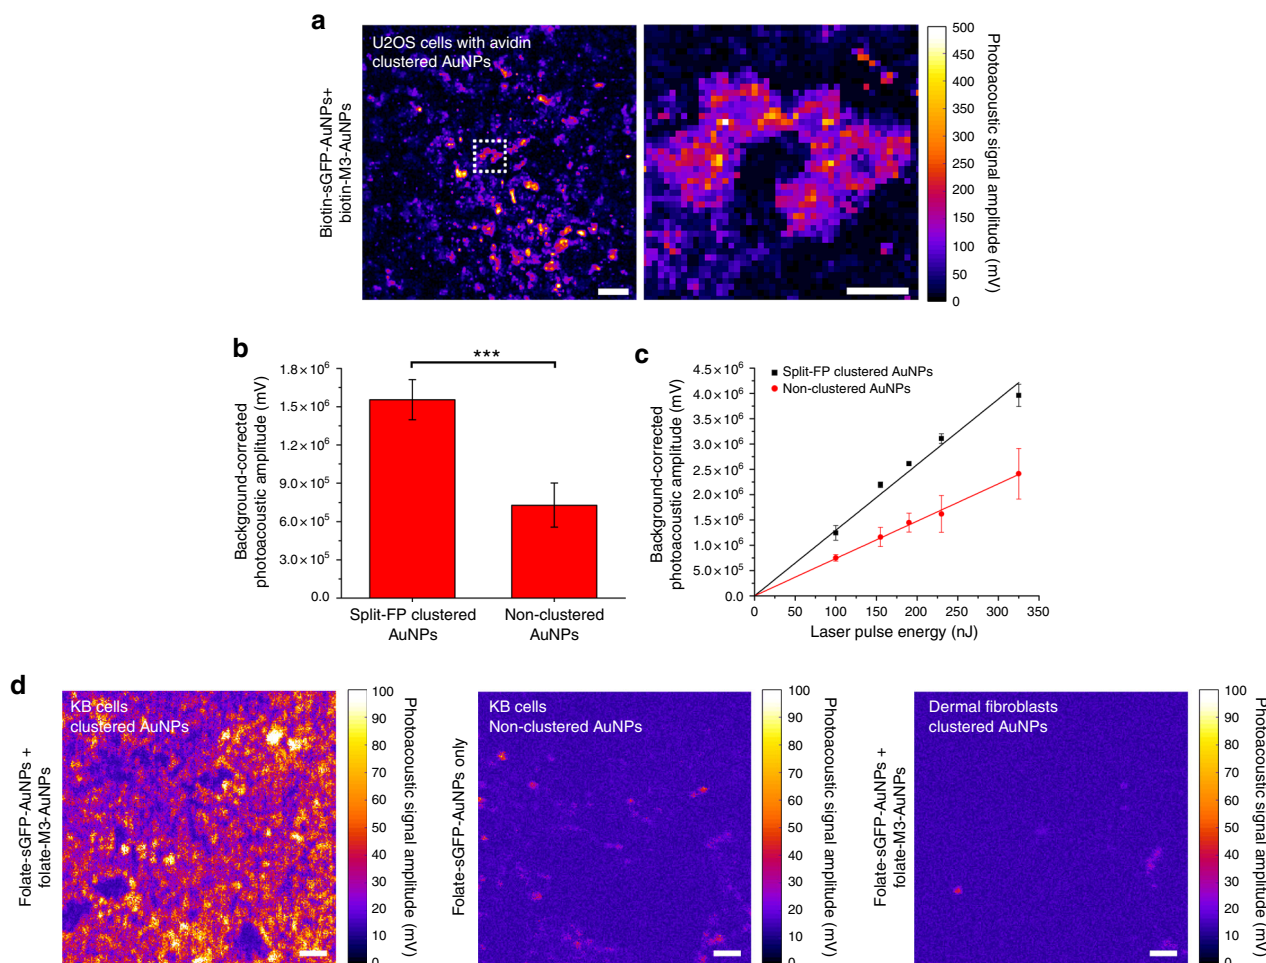 a
U2OS cells with avidin
clustered AuNPs
Biotin-sGFP-AuNPs+
biotin-M3-AuNPs
500
450
400
350
300
250
200
150
100
50
0
Photoacoustic signal amplitude (mV)
b
***
Background-corrected
photoacoustic amplitude (mV)
1.8 × 10⁶
1.5 × 10⁶
1.2 × 10⁶
9.0 × 10⁵
6.0 × 10⁵
3.0 × 10⁵
0.0
Split-FP clustered
AuNPs
Non-clustered
AuNPs
c
Split-FP clustered AuNPs
Non-clustered AuNPs
Background-corrected
photoacoustic amplitude (mV)
4.5 × 10⁶
4.0 × 10⁶
3.5 × 10⁶
3.0 × 10⁶
2.5 × 10⁶
2.0 × 10⁶
1.5 × 10⁶
1.0 × 10⁶
5.0 × 10⁵
0.0
0 50 100 150 200 250 300 350
Laser pulse energy (nJ)
d
KB cells
clustered AuNPs
Folate-sGFP-AuNPs +
folate-M3-AuNPs
100
90
80
70
60
50
40
30
20
10
0
Photoacoustic signal amplitude (mV)
KB cells
Non-clustered AuNPs
Folate-sGFP-AuNPs only
100
90
80
70
60
50
40
30
20
10
0
Photoacoustic signal amplitude (mV)
Dermal fibroblasts
clustered AuNPs
Folate-sGFP-AuNPs +
folate-M3-AuNPs
100
90
80
70
60
50
40
30
20
10
0
Photoacoustic signal amplitude (mV)